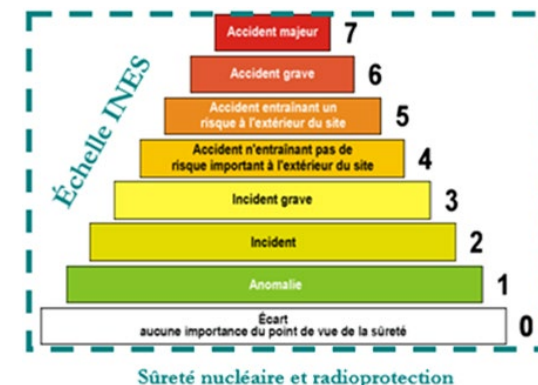 Échelle INES
Accident majeur 7
Accident grave 6
Accident entraînant un
risque à l'extérieur du site 5
Accident n'entraînant pas de
risque important à l'extérieur du site 4
Incident grave 3
Incident 2
Anomalie 1
Écart
aucune importance du point de vue de la sûreté 0
Sûreté nucléaire et radioprotection